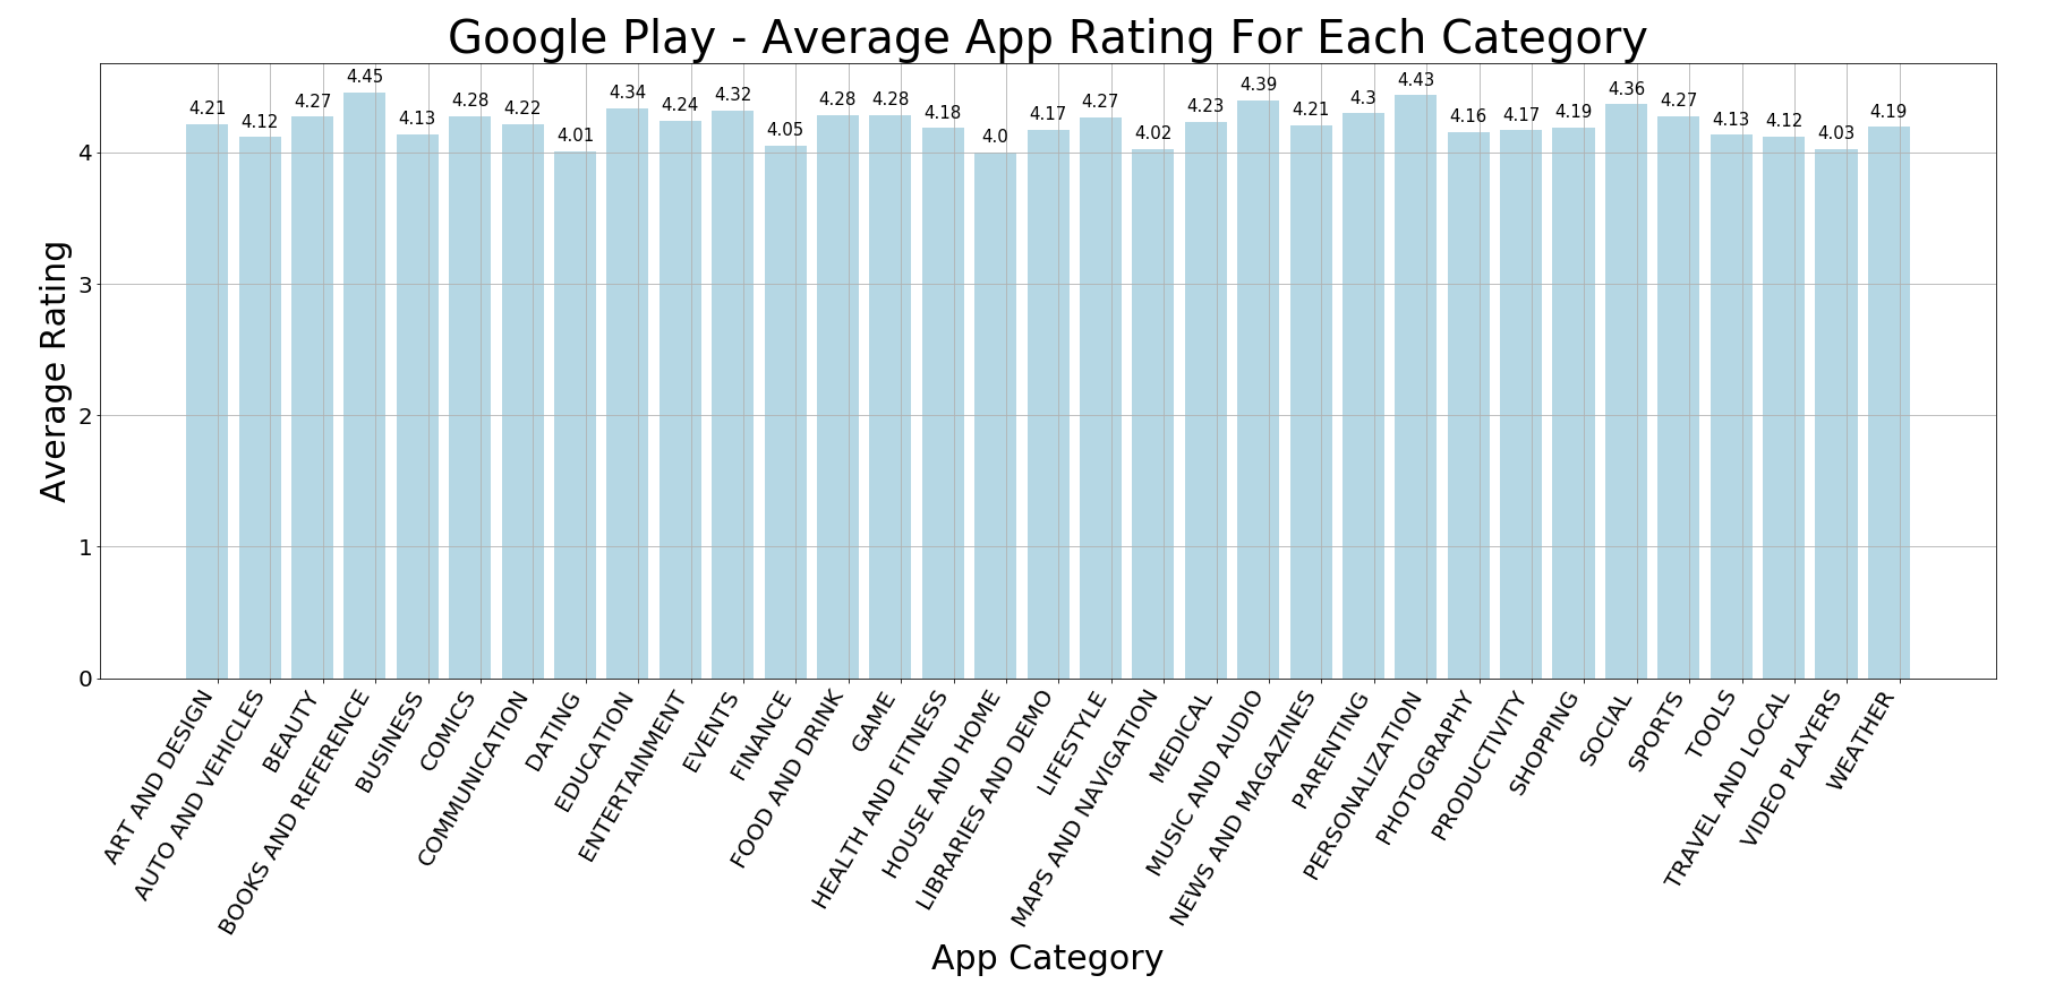 Google Play - Average App Rating For Each Category
4.21
4.12
4.27
4.45
4.13
4.28
4.22
4.01
4.34
4.24
4.32
4.05
4.28
4.28
4.18
4.0
4.17
4.27
4.02
4.23
4.39
4.21
4.3
4.43
4.16
4.17
4.19
4.36
4.27
4.13
4.12
4.03
4.19
Average Rating
4
3
2
1
0
ART AND DESIGN
AUTO AND VEHICLES
BEAUTY
BOOKS AND REFERENCE
BUSINESS
COMICS
COMMUNICATION
DATING
EDUCATION
ENTERTAINMENT
EVENTS
FINANCE
FOOD AND DRINK
GAME
HEALTH AND FITNESS
HOUSE AND HOME
LIBRARIES AND DEMO
LIFESTYLE
MAPS AND NAVIGATION
MEDICAL
MUSIC AND AUDIO
NEWS AND MAGAZINES
PARENTING
PERSONALIZATION
PHOTOGRAPHY
PRODUCTIVITY
SHOPPING
SOCIAL
SPORTS
TOOLS
TRAVEL AND LOCAL
VIDEO PLAYERS
WEATHER
App Category